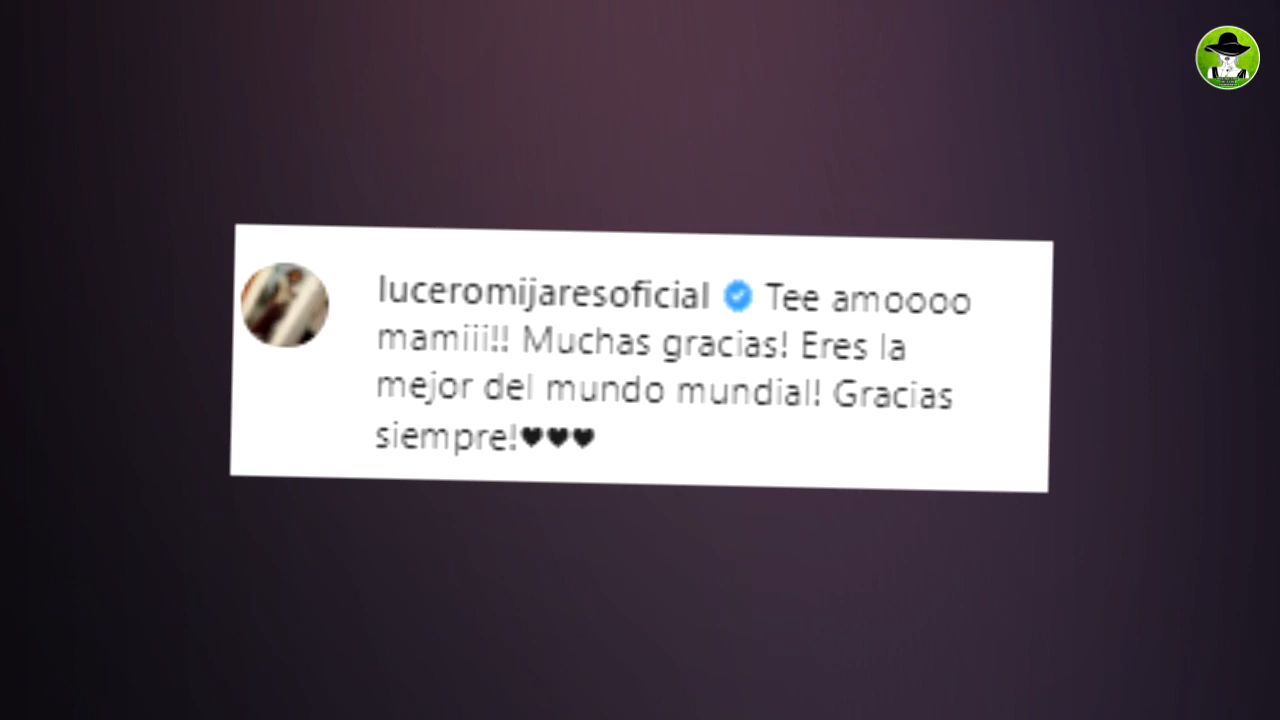 luceromijaresoficial Tee amoooo
mamiii!! Muchas gracias! Eres la
mejor del mundo mundial! Gracias
siempre!♥♥♥